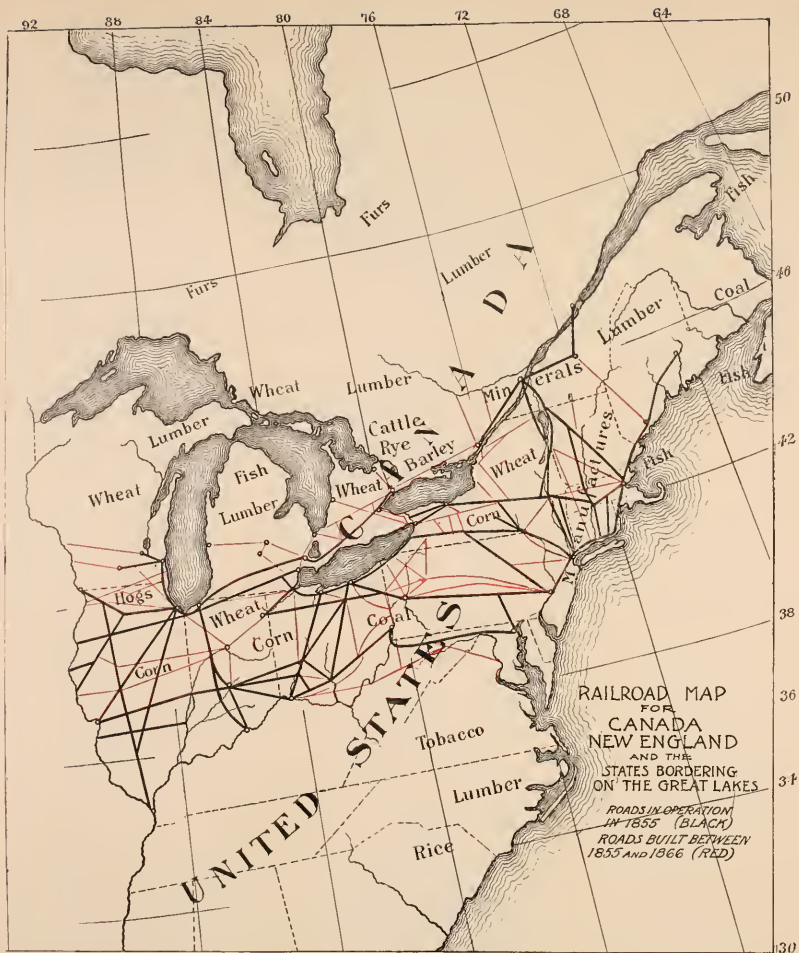 92 88 84 80 76 72 68 64
50
Fish
Furs
Lumber
46
Furs
Coal
Lumber
Fish
Wheat
Lumber
Minerals
Lumber
Cattle
Rye
Barley
42
Fish
Wheat
Fish
Wheat
Wheat
Manufactures
Lumber
Corn
CANADA
Hogs
38
Wheat
Corn
Coal
Corn
36
UNITED STATES
Tobacco
Lumber
Rice
RAILROAD MAP
FOR
CANADA
NEW ENGLAND
AND THE
STATES BORDERING
ON THE GREAT LAKES
34
ROADS IN OPERATION
IN 1855 (BLACK)
ROADS BUILT BETWEEN
1855 AND 1866 (RED)
30